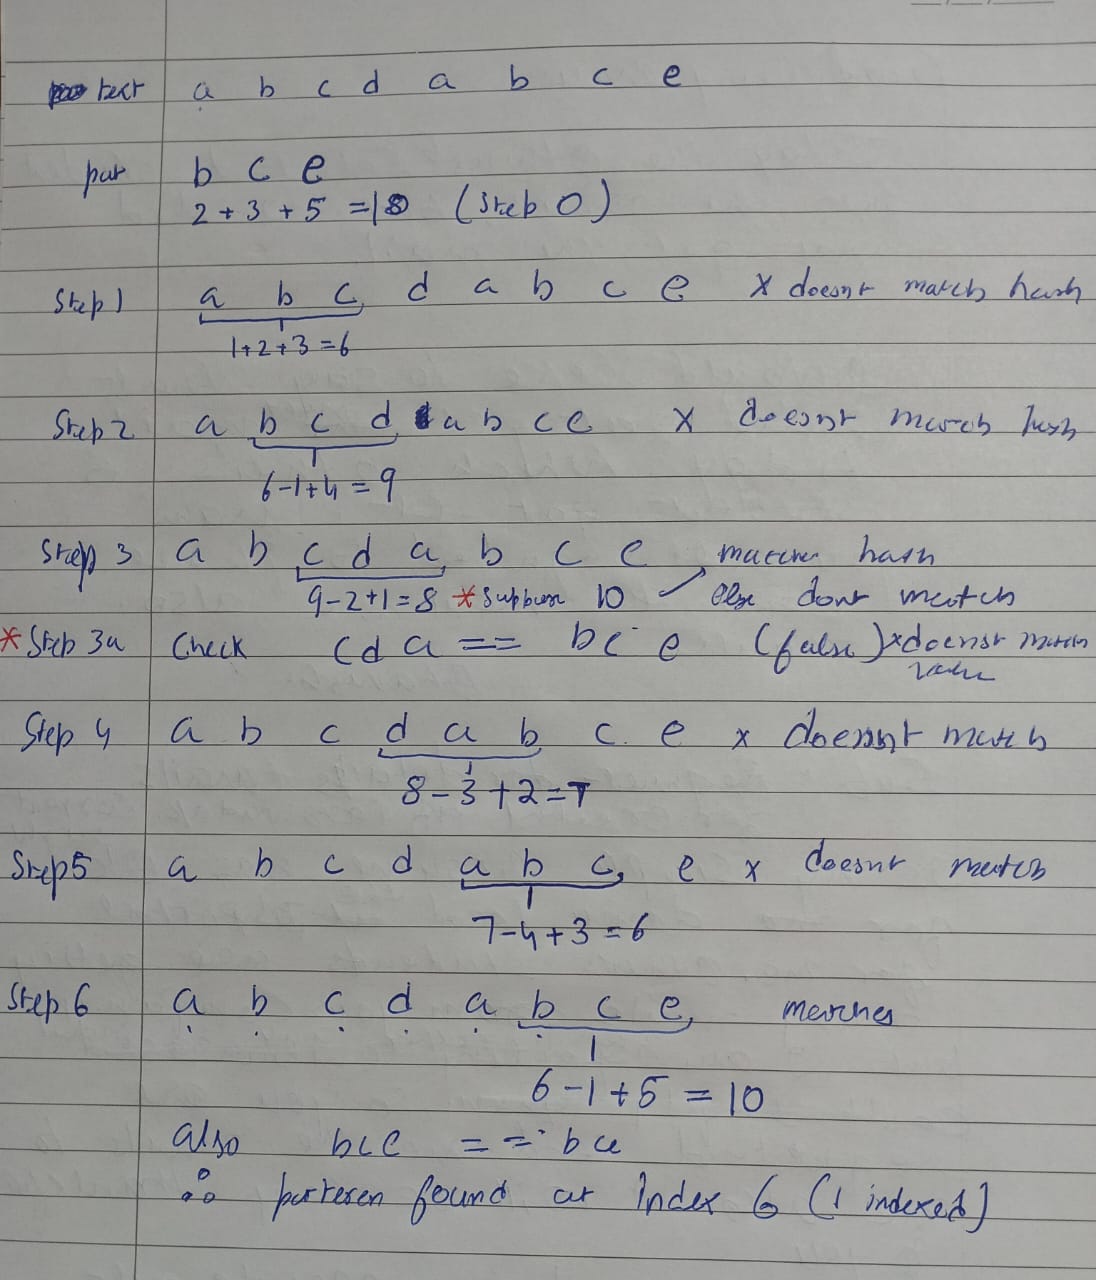 text a b c d a b c e
pat b c e
2 + 3 + 5 = 10 (Step 0)
Step 1 a b c d a b c e x doesnt match hash
1+2+3 = 6
Step 2 a b c d a b c e x doesnt match hash
6-1+4 = 9
Step 3 a b c d a b c e matches hash
9-2+1 = 8 * Suppose 10 else dont match
* Step 3a Check c d a == b c e (false) x doesnt match
value
Step 4 a b c d a b c e x doesnt match
8-3+2=7
Step 5 a b c d a b c e x doesnt match
7-4+3 = 6
Step 6 a b c d a b c e matches
6-1+5 = 10
also bce == bce
∴ pattern found at Index 6 (1 indexed)